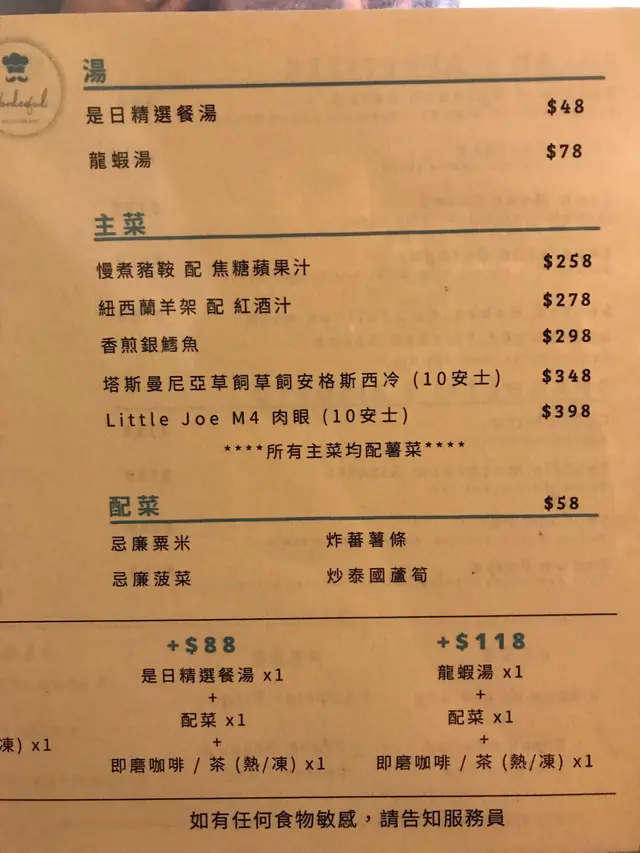 湯
是日精選餐湯 $48
龍蝦湯 $78
主菜
慢煮豬鞍 配 焦糖蘋果汁 $258
紐西蘭羊架 配 紅酒汁 $278
香煎銀鱈魚 $298
塔斯曼尼亞草飼草飼安格斯西冷 (10安士) $348
Little Joe M4 肉眼 (10安士) $398
****所有主菜均配薯菜****
配菜 $58
忌廉粟米 炸蕃薯條
忌廉菠菜 炒泰國蘆筍
+$88
是日精選餐湯 x1
+
配菜 x1
+
即磨咖啡 / 茶 (熱/凍) x1
+$118
龍蝦湯 x1
+
配菜 x1
+
即磨咖啡 / 茶 (熱/凍) x1
凍) x1
如有任何食物敏感，請告知服務員